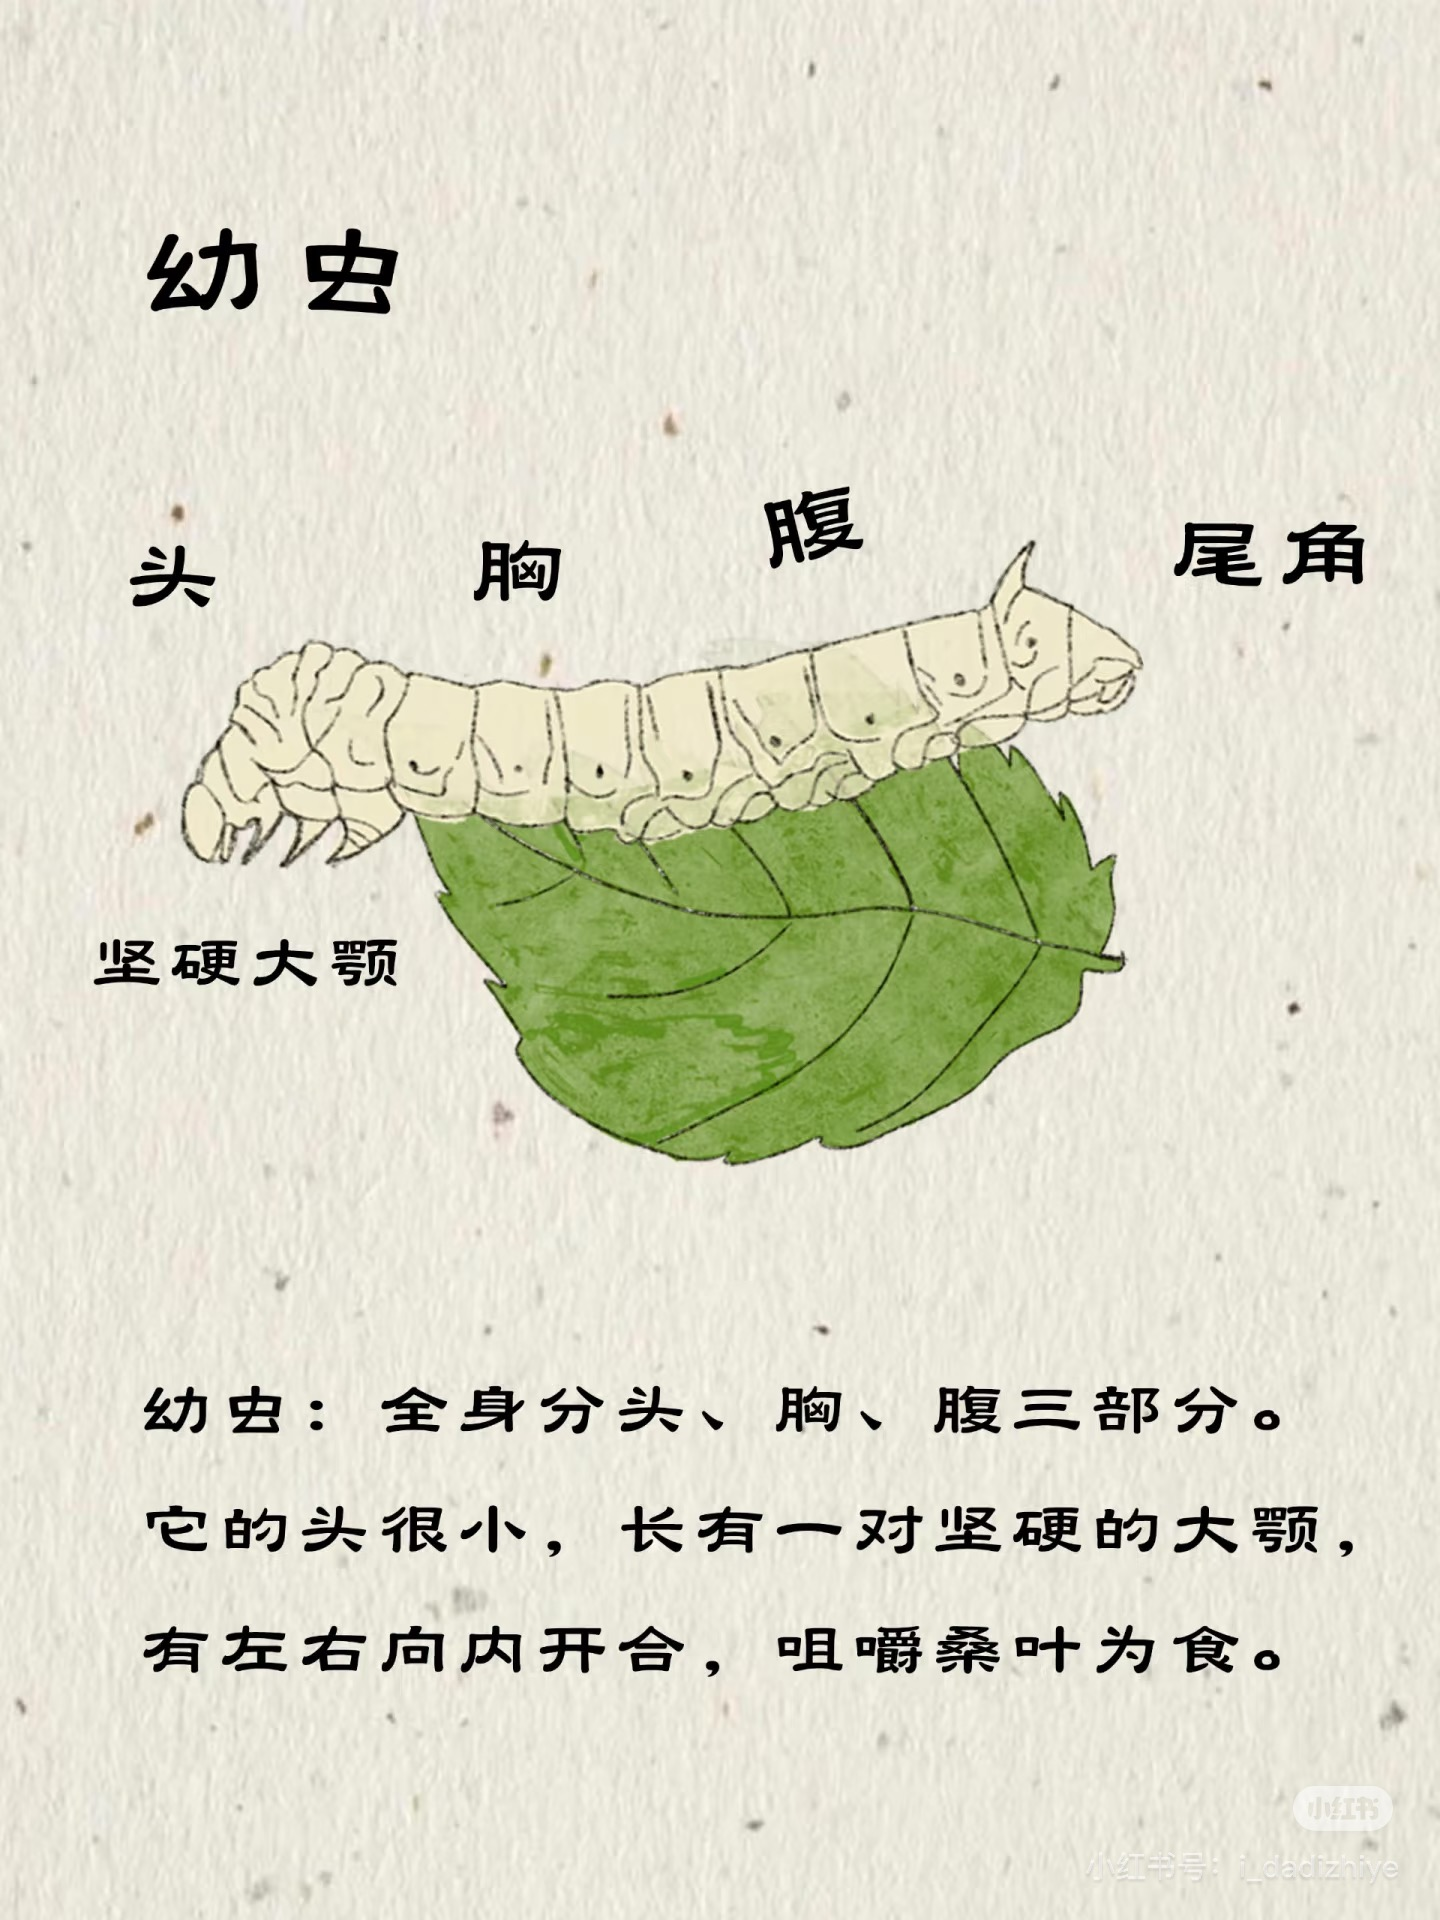 幼虫
头
胸
腹
尾角
坚硬大颚
幼虫：全身分头、胸、腹三部分。
它的头很小，长有一对坚硬的大颚，
有左右向内开合，咀嚼桑叶为食。
小红书
小红书号：i_dadizhiye